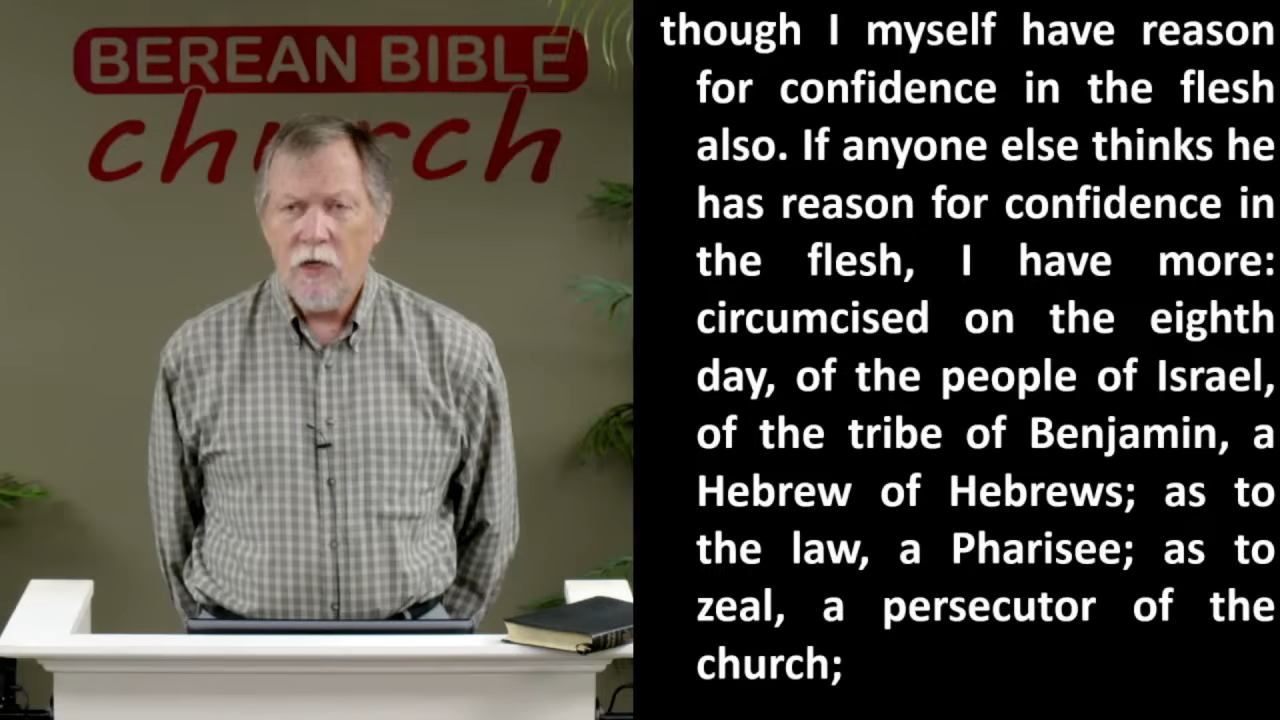 BEREAN BIBLE
church
though I myself have reason
for confidence in the flesh
also. If anyone else thinks he
has reason for confidence in
the flesh, I have more:
circumcised on the eighth
day, of the people of Israel,
of the tribe of Benjamin, a
Hebrew of Hebrews; as to
the law, a Pharisee; as to
zeal, a persecutor of the
church;